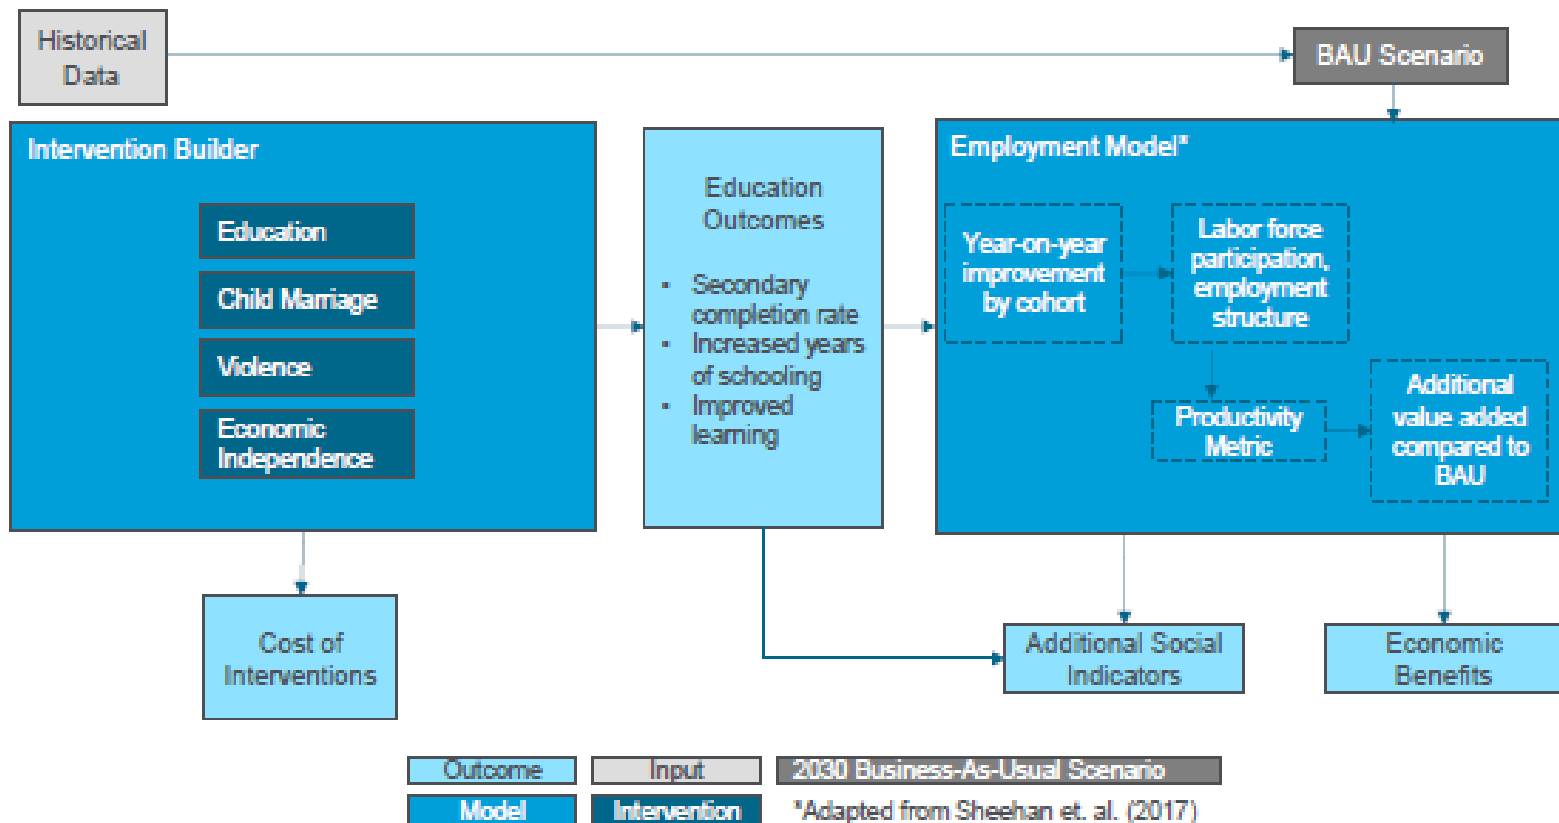 Historical
Data
BAU Scenario
Intervention Builder
Education
Child Marriage
Violence
Economic
Independence
Education
Outcomes
• Secondary
completion rate
• Increased years
of schooling
• Improved
learning
Employment Model*
Year-on-year
improvement
by cohort
Labor force
participation,
employment
structure
Productivity
Metric
Additional
value added
compared to
BAU
Cost of
Interventions
Additional Social
Indicators
Economic
Benefits
Outcome
Input
2030 Business-As-Usual Scenario
Model
Intervention
*Adapted from Sheehan et. al. (2017)